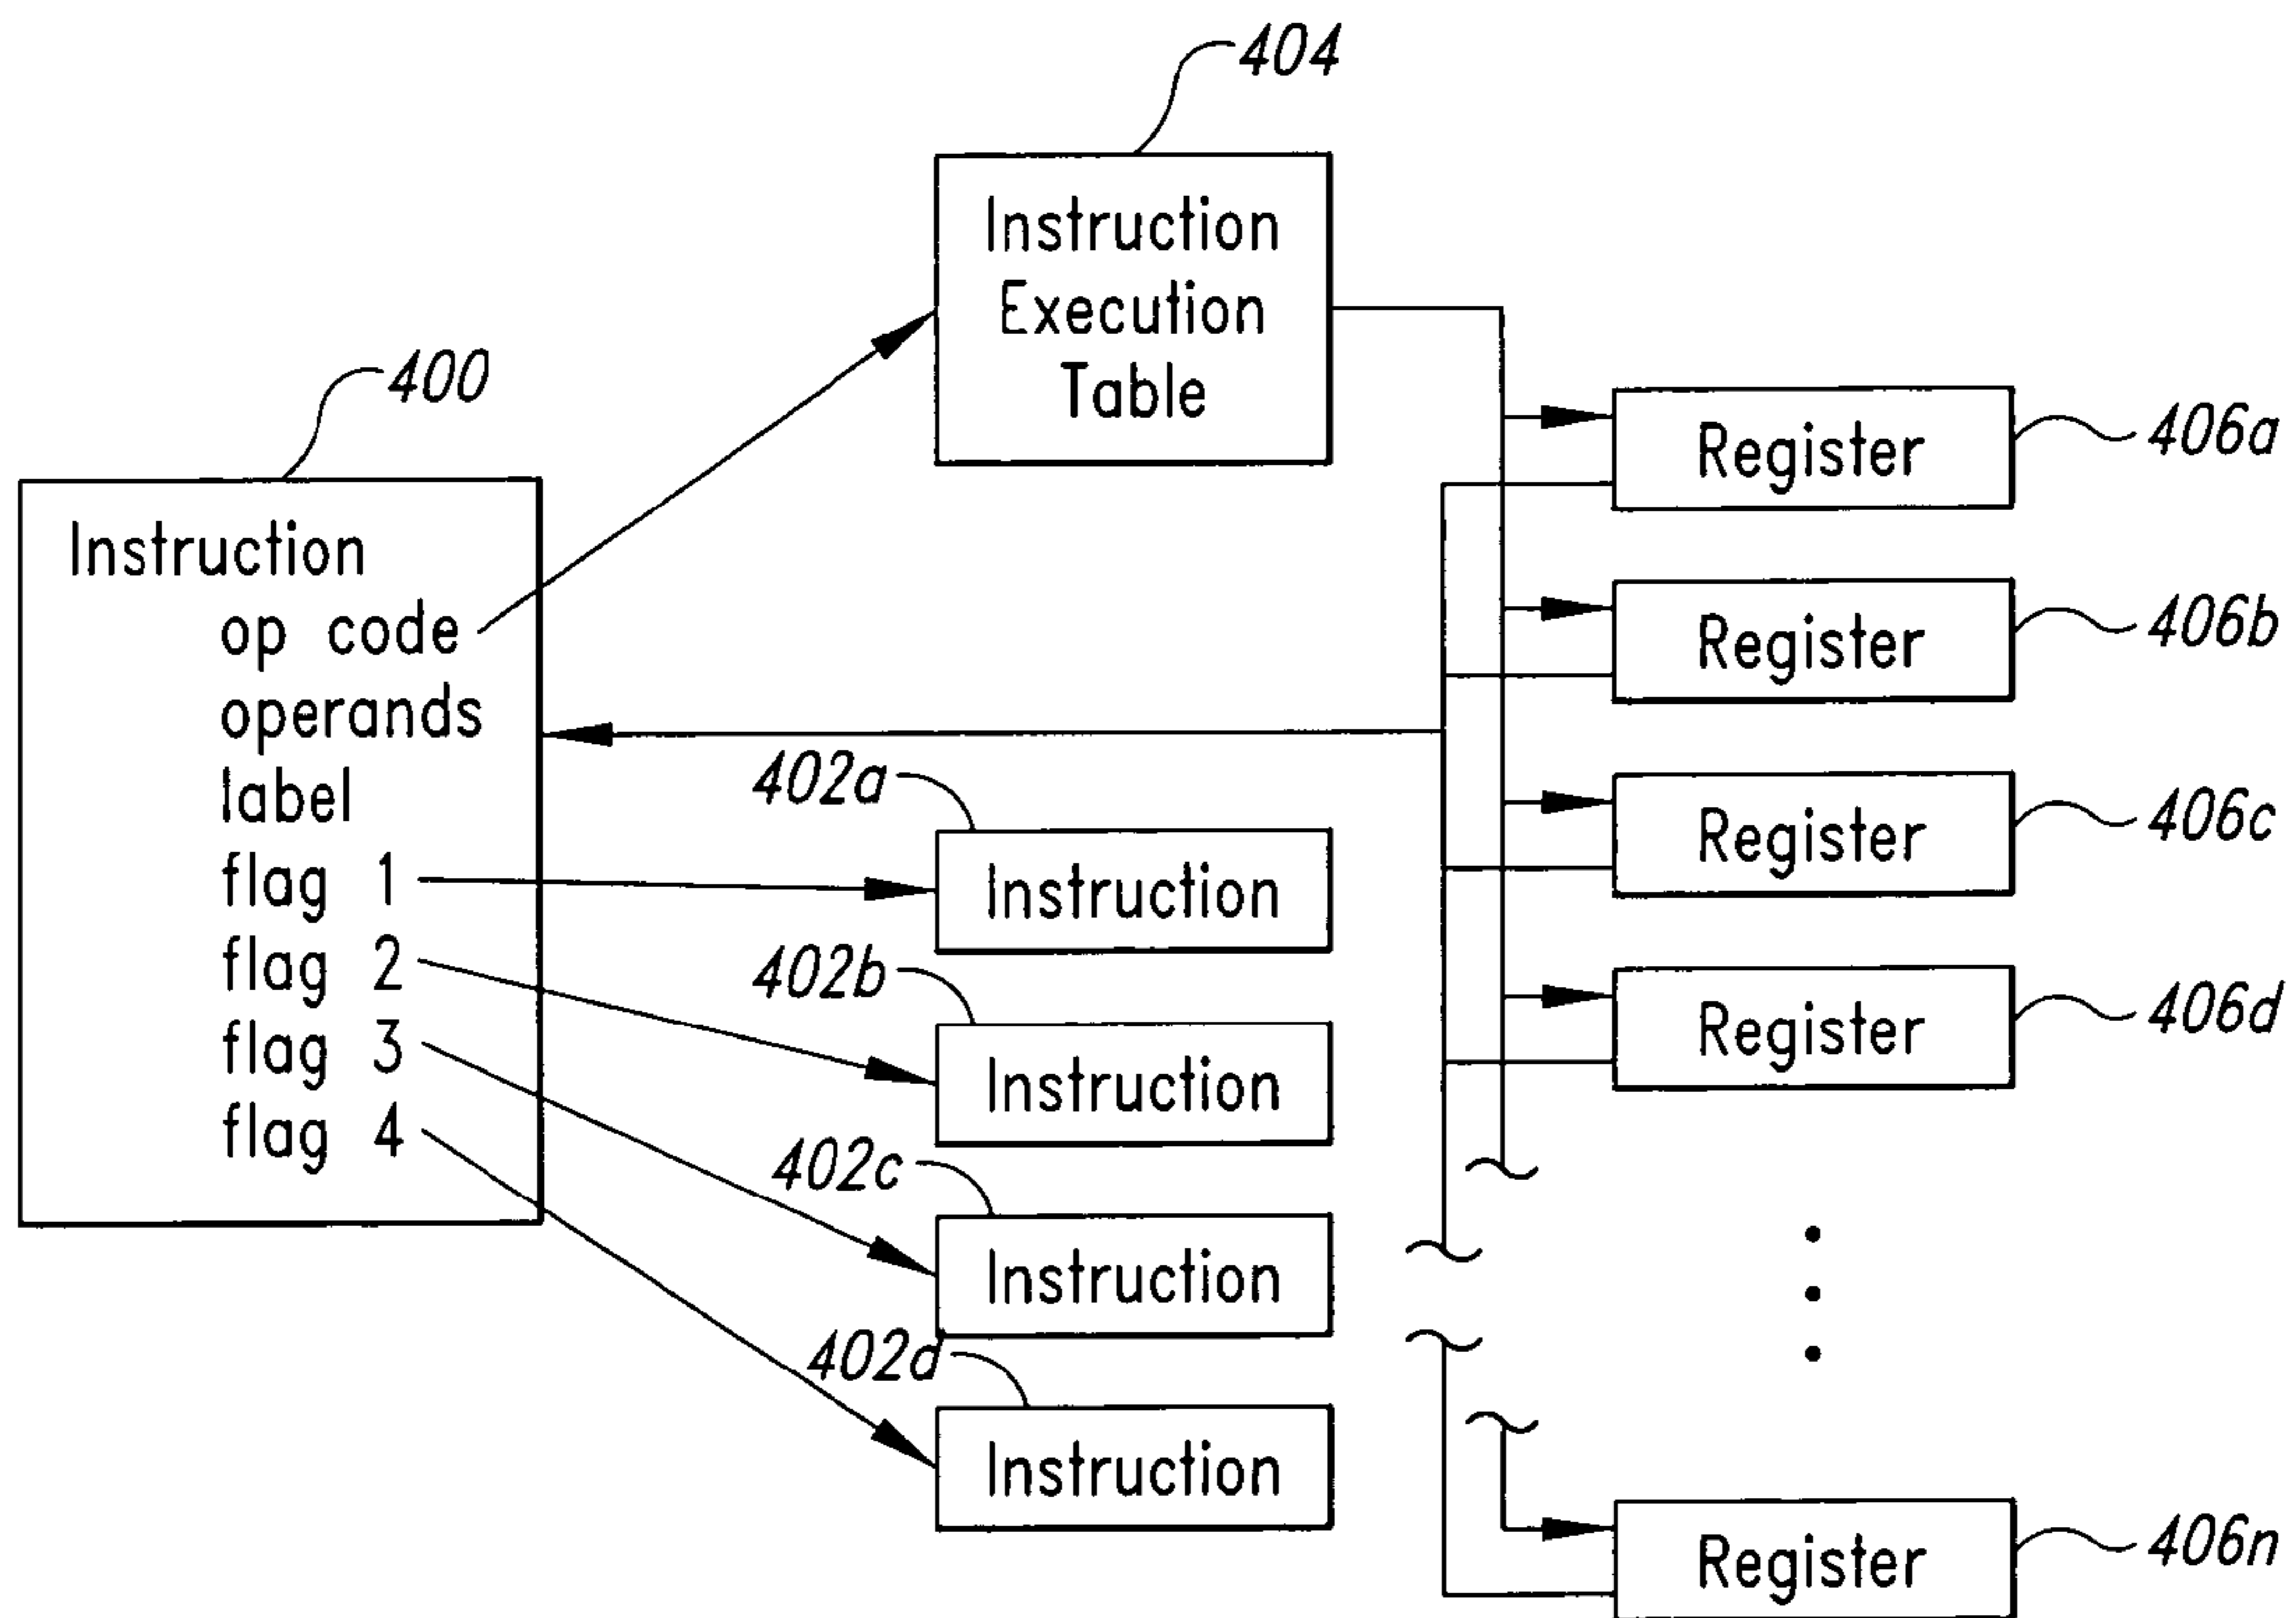 404
Instruction
Execution
Table
400
Instruction
op code
operands
label
flag 1
flag 2
flag 3
flag 4
402a
Instruction
402b
Instruction
402c
Instruction
402d
Instruction
Register
406a
Register
406b
Register
406c
Register
406d
Register
406n